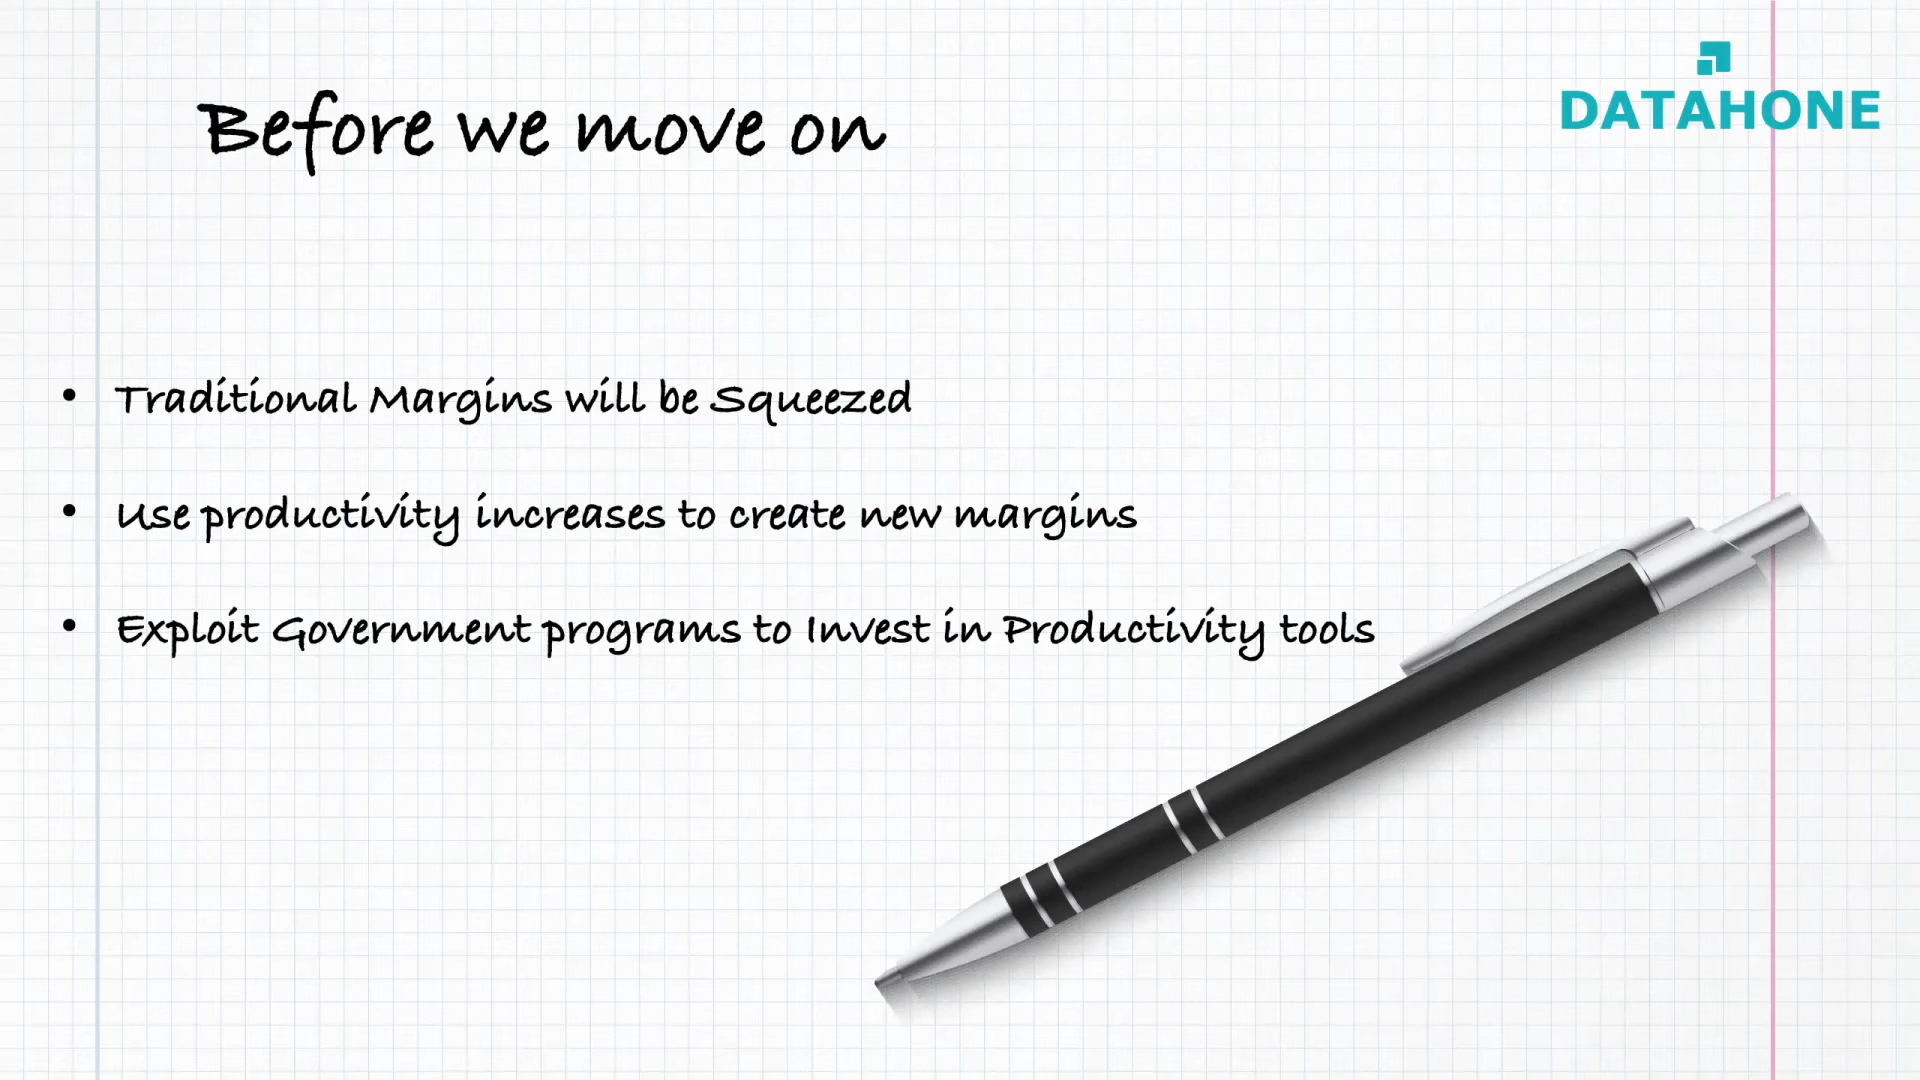 Before we move on
DATAHONE
• Traditional Margins will be Squeezed
• Use productivity increases to create new margins
• Exploit Government programs to Invest in Productivity tools